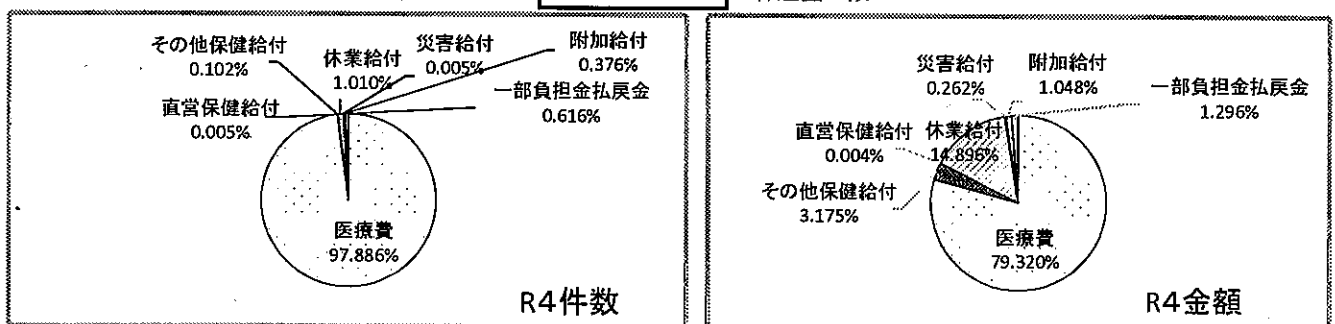 その他保健給付
0.102%
休業給付
1.010%
災害給付
0.005%
附加給付
0.376%
一部負担金払戻金
0.616%
直営保健給付
0.005%
医療費
97.886%
R4件数
災害給付
0.262%
附加給付
1.048%
一部負担金払戻金
1.296%
直営保健給付
0.004%
休業給付
14.896%
その他保健給付
3.175%
医療費
79.320%
R4金額